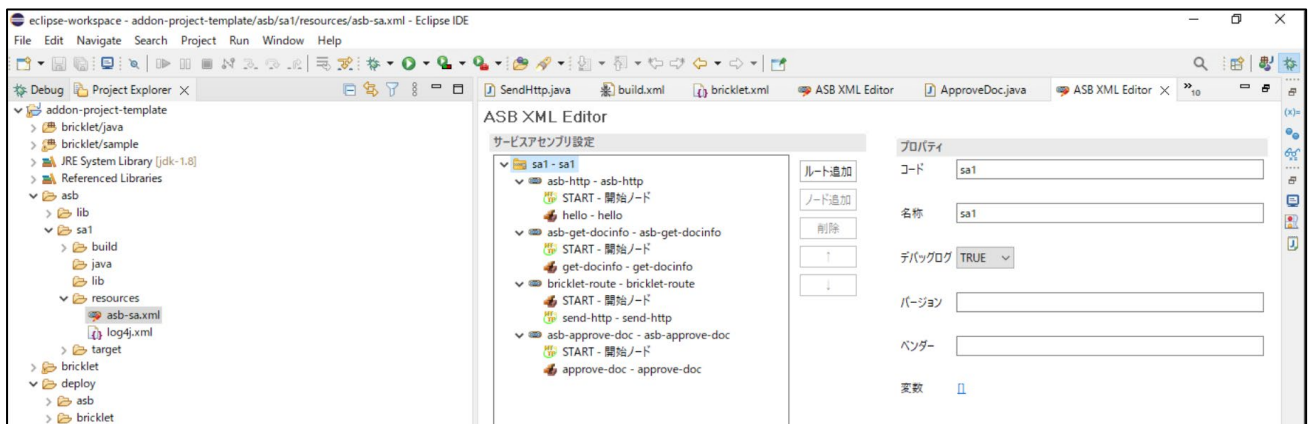 eclipse-workspace - addon-project-template/asb/sa1/resources/asb-sa.xml - Eclipse IDE
File Edit Navigate Search Project Run Window Help
Debug Project Explorer
SendHttp.java build.xml bricklet.xml ASB XML Editor ApproveDoc.java ASB XML Editor »10
addon-project-template
bricklet/java
bricklet/sample
JRE System Library [jdk-1.8]
Referenced Libraries
asb
lib
sa1
build
java
lib
resources
asb-sa.xml
log4j.xml
target
bricklet
deploy
asb
bricklet
ASB XML Editor
サービスアセンブリ設定
sa1 - sa1
asb-http - asb-http
START - 開始ノード
hello - hello
asb-get-docinfo - asb-get-docinfo
START - 開始ノード
get-docinfo - get-docinfo
bricklet-route - bricklet-route
START - 開始ノード
send-http - send-http
asb-approve-doc - asb-approve-doc
START - 開始ノード
approve-doc - approve-doc
ルート追加
ノード追加
削除
↑
↓
プロパティ
コード sa1
名称 sa1
デバッグログ TRUE
バージョン
ベンダー
変数 []
(x)=